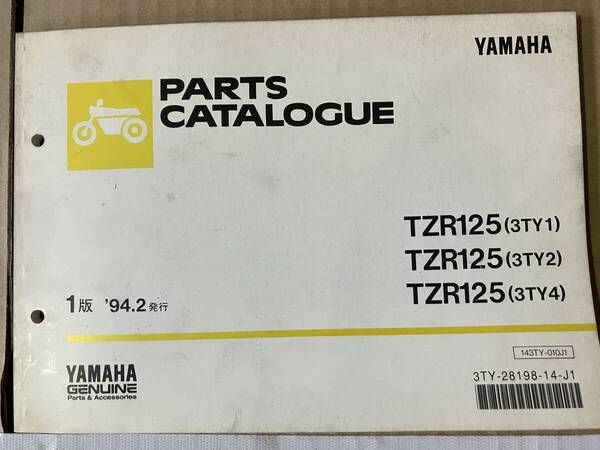 YAMAHA
PARTS
CATALOGUE
TZR125(3TY1)
TZR125(3TY2)
TZR125(3TY4)
1版 '94.2発行
143TY-010J1
YAMAHA
GENUINE
Parts & Accessories
3TY-28198-14-J1